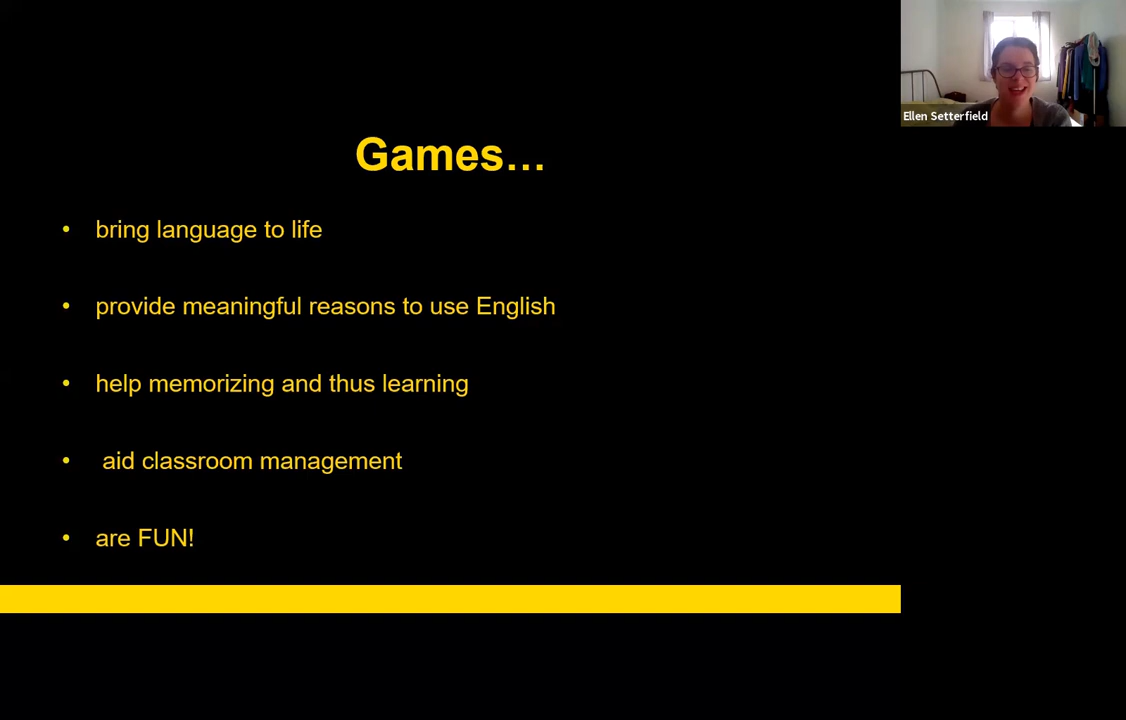 Ellen Setterfield
Games...
• bring language to life
• provide meaningful reasons to use English
• help memorizing and thus learning
• aid classroom management
• are FUN!